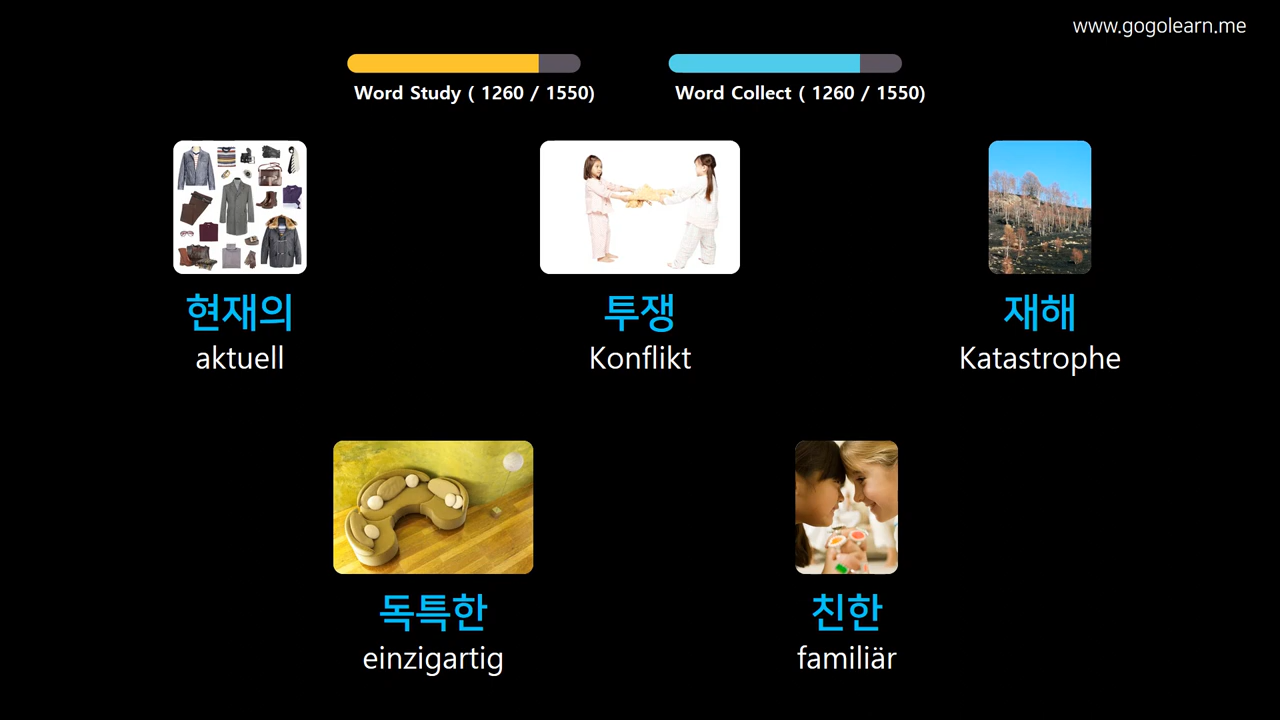 www.gogolearn.me
Word Study ( 1260 / 1550)
Word Collect ( 1260 / 1550)
현재의
aktuell
투쟁
Konflikt
재해
Katastrophe
독특한
einzigartig
친한
familiär